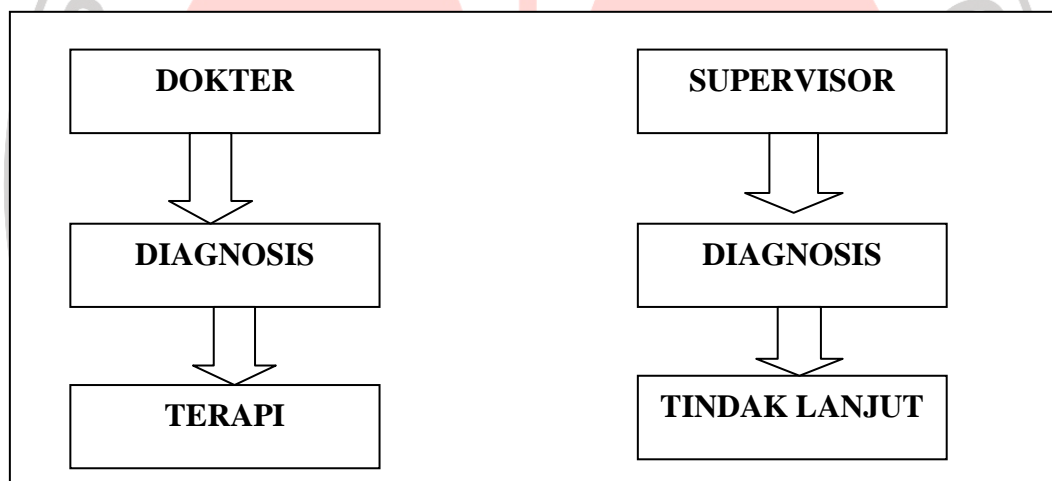 DOKTER
SUPERVISOR
DIAGNOSIS
DIAGNOSIS
TERAPI
TINDAK LANJUT